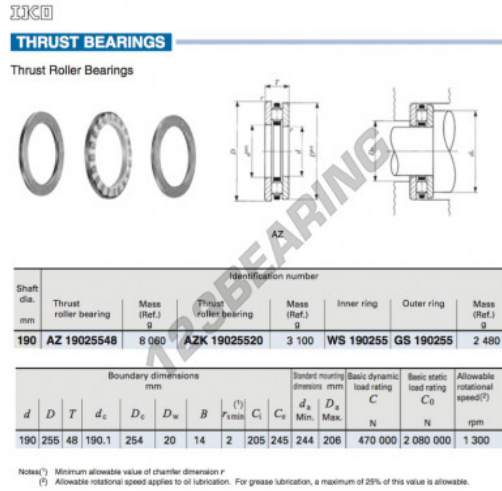 IKO
THRUST BEARINGS
Thrust Roller Bearings
T
r
D
d
AZ
123BEARING
Identification number
Shaft dia. mm
Thrust roller bearing
Mass (Ref.) g
Thrust roller bearing
Mass (Ref.) g
Inner ring
Outer ring
Mass (Ref.) g
190 AZ 19025548 8 060 AZK 19025520 3 100 WS 190255 GS 190255 2 480
Boundary dimensions mm
Standard mounting dimensions mm
Basic dynamic load rating C N
Basic static load rating C0 N
Allowable rotational speed(2) rpm
d D T dc Dc Dw B (1) rs min Ci Ce da Min. Da Max.
190 255 48 190.1 254 20 14 2 205 245 244 206 470 000 2 080 000 1 300
Notes(1) Minimum allowable value of chamfer dimension r
(2) Allowable rotational speed applies to oil lubrication. For grease lubrication, a maximum of 25% of this value is allowable.